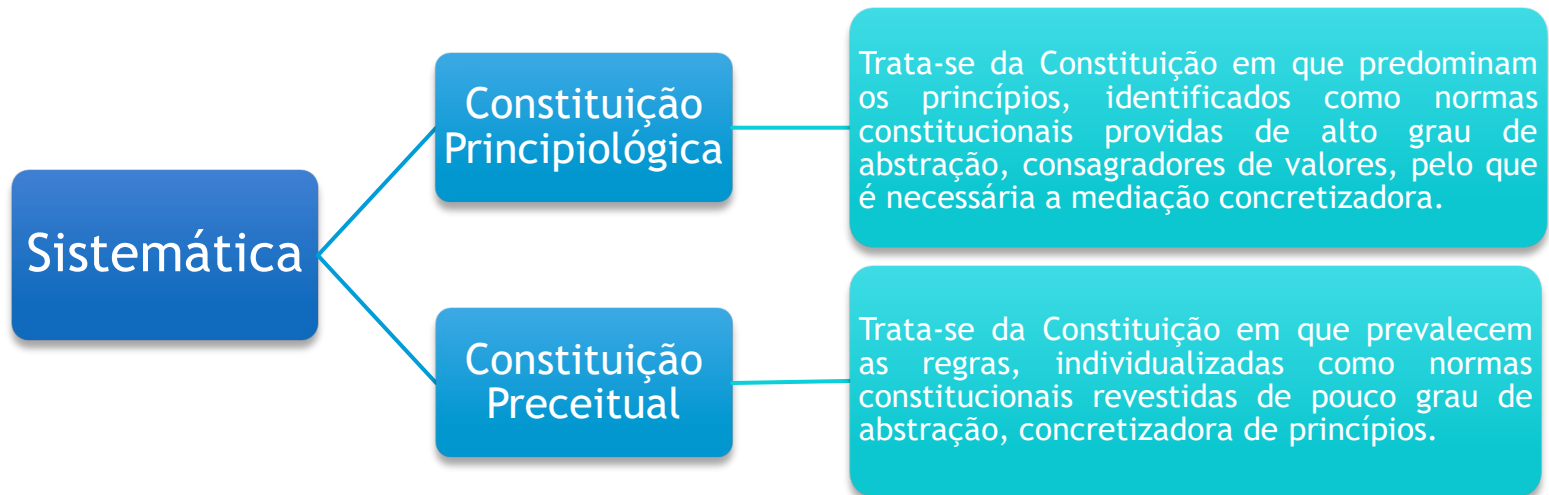 Sistemática
Constituição
Principiológica
Trata-se da Constituição em que predominam
os princípios, identificados como normas
constitucionais providas de alto grau de
abstração, consagradores de valores, pelo que
é necessária a mediação concretizadora.
Constituição
Preceitual
Trata-se da Constituição em que prevalecem
as regras, individualizadas como normas
constitucionais revestidas de pouco grau de
abstração, concretizadora de princípios.